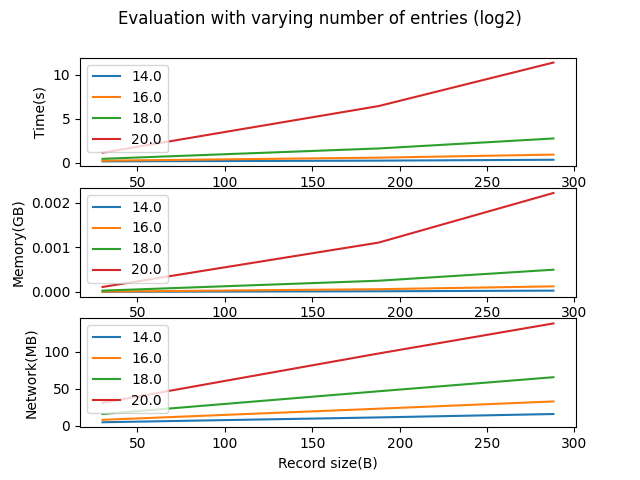 Evaluation with varying number of entries (log2)
Time(s)
10
5
0
14.0
16.0
18.0
20.0
50 100 150 200 250 300
Memory(GB)
0.002
0.001
0.000
14.0
16.0
18.0
20.0
50 100 150 200 250 300
Network(MB)
100
50
0
14.0
16.0
18.0
20.0
50 100 150 200 250 300
Record size(B)